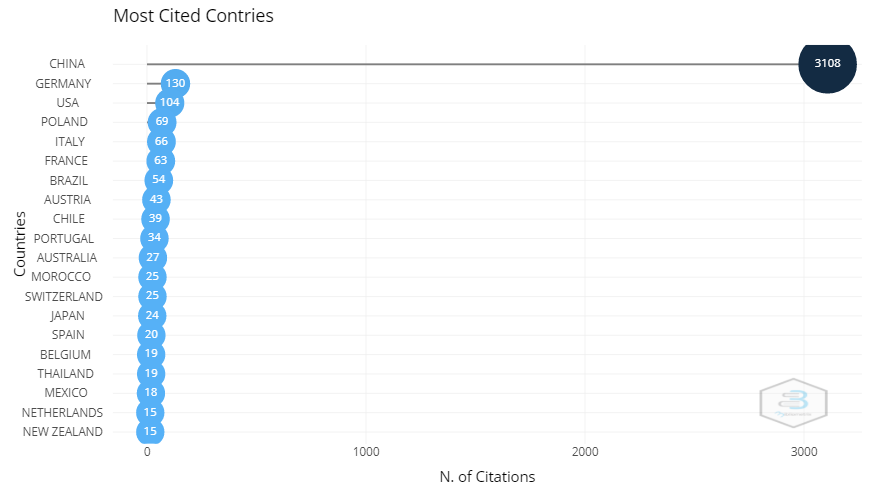 Most Cited Contries
Countries
CHINA 3108
GERMANY 130
USA 104
POLAND 69
ITALY 66
FRANCE 63
BRAZIL 54
AUSTRIA 43
CHILE 39
PORTUGAL 34
AUSTRALIA 27
MOROCCO 25
SWITZERLAND 25
JAPAN 24
SPAIN 20
BELGIUM 19
THAILAND 19
MEXICO 18
NETHERLANDS 15
NEW ZEALAND 15
0 1000 2000 3000
N. of Citations